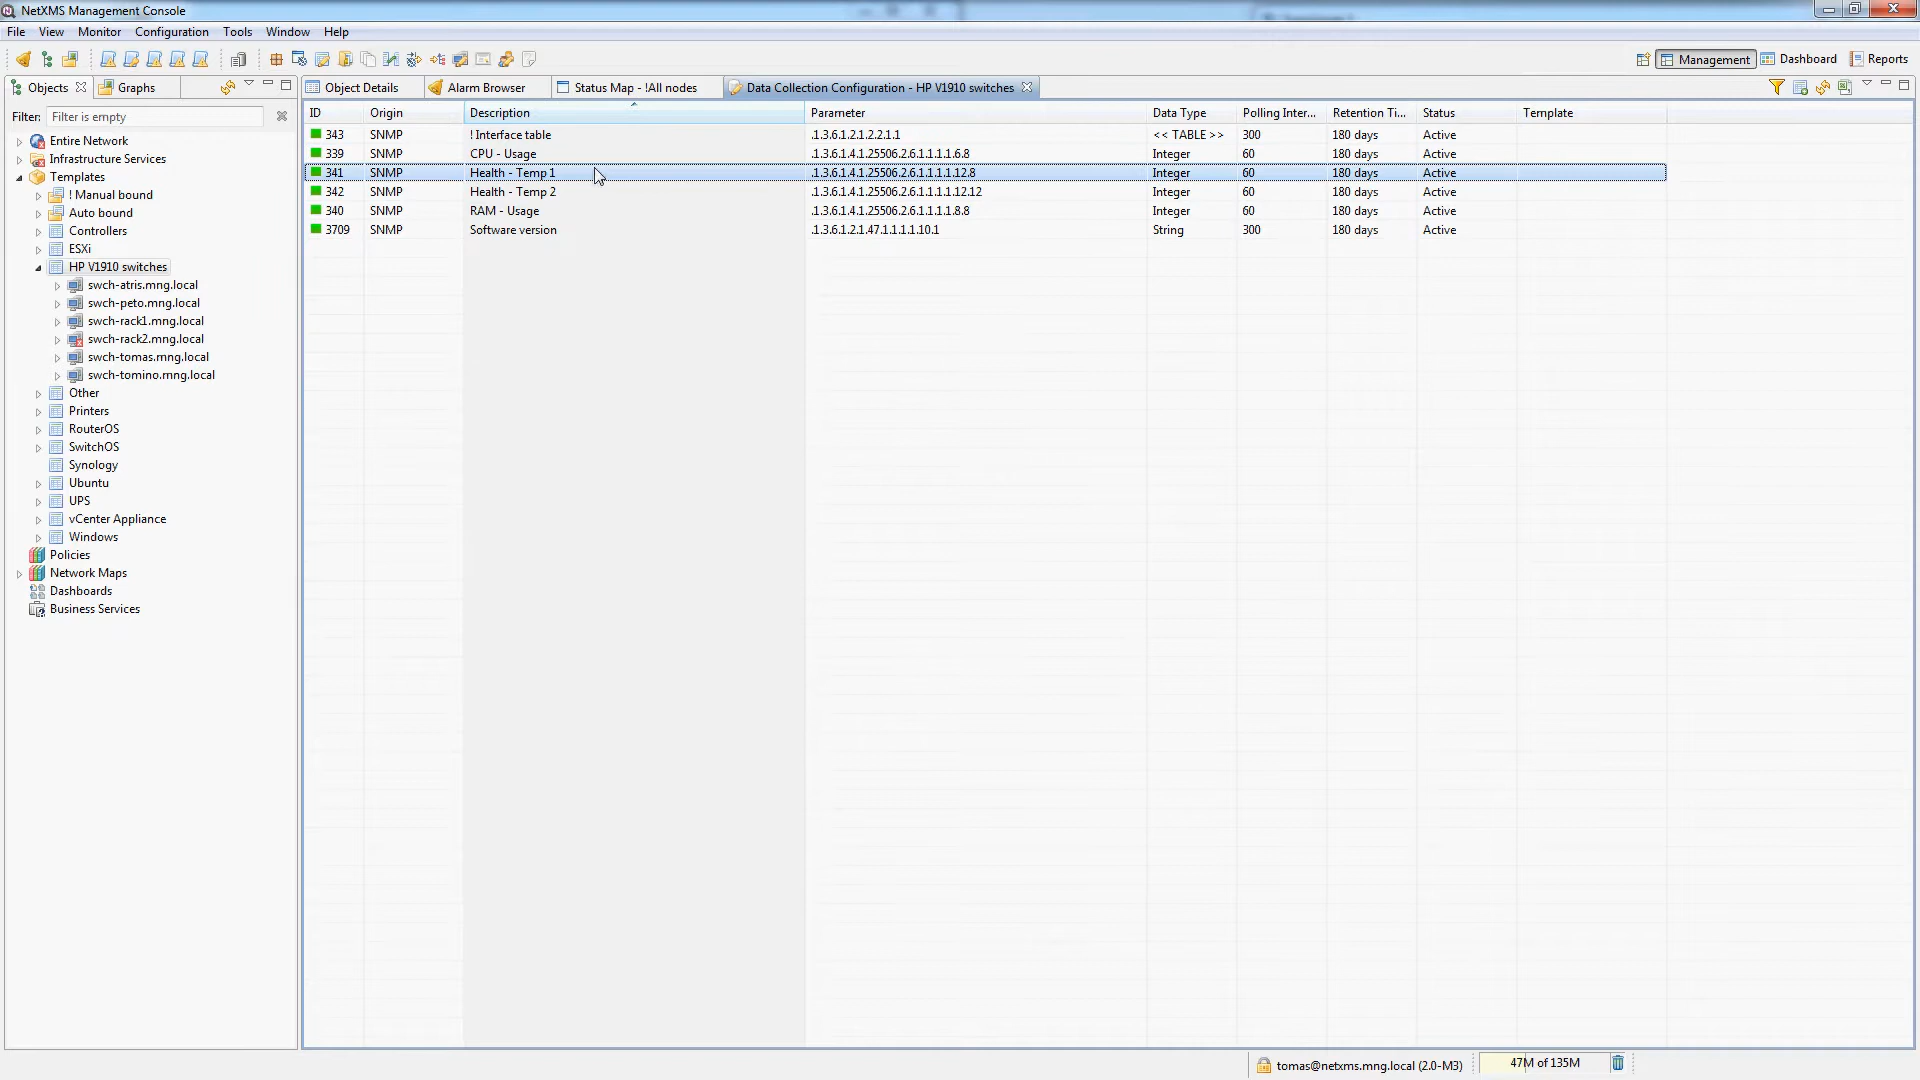 NetXMS Management Console
File View Monitor Configuration Tools Window Help
Management Dashboard Reports
Objects Graphs
Object Details Alarm Browser Status Map - !All nodes Data Collection Configuration - HP V1910 switches
Filter: Filter is empty
Entire Network
Infrastructure Services
Templates
! Manual bound
Auto bound
Controllers
ESXi
HP V1910 switches
swch-atris.mng.local
swch-peto.mng.local
swch-rack1.mng.local
swch-rack2.mng.local
swch-tomas.mng.local
swch-tomino.mng.local
Other
Printers
RouterOS
SwitchOS
Synology
Ubuntu
UPS
vCenter Appliance
Windows
Policies
Network Maps
Dashboards
Business Services
ID Origin Description Parameter Data Type Polling Inter... Retention Ti... Status Template
343 SNMP ! Interface table .1.3.6.1.2.1.2.2.1.1 << TABLE >> 300 180 days Active
339 SNMP CPU - Usage .1.3.6.1.4.1.25506.2.6.1.1.1.1.6.8 Integer 60 180 days Active
341 SNMP Health - Temp 1 .1.3.6.1.4.1.25506.2.6.1.1.1.1.12.8 Integer 60 180 days Active
342 SNMP Health - Temp 2 .1.3.6.1.4.1.25506.2.6.1.1.1.1.12.12 Integer 60 180 days Active
340 SNMP RAM - Usage .1.3.6.1.4.1.25506.2.6.1.1.1.1.8.8 Integer 60 180 days Active
3709 SNMP Software version .1.3.6.1.2.1.47.1.1.1.1.10.1 String 300 180 days Active
tomas@netxms.mng.local (2.0-M3) 47M of 135M